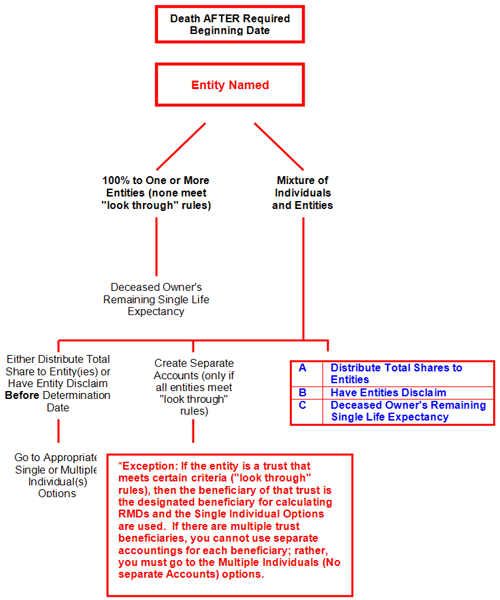 Death AFTER Required
Beginning Date
Entity Named
100% to One or More
Entities (none meet
"look through" rules)
Mixture of
Individuals
and Entities
Deceased Owner's
Remaining Single Life
Expectancy
Either Distribute Total
Share to Entity(ies) or
Have Entity Disclaim
Before Determination
Date
Create Separate
Accounts (only if
all entities meet
"look through"
rules)
A Distribute Total Shares to
Entities
B Have Entities Disclaim
C Deceased Owner's Remaining
Single Life Expectancy
Go to Appropriate
Single or Multiple
Individual(s)
Options
*Exception: If the entity is a trust that
meets certain criteria ("look through"
rules), then the beneficiary of that trust is
the designated beneficiary for calculating
RMDs and the Single Individual Options
are used. If there are multiple trust
beneficiaries, you cannot use separate
accountings for each beneficiary; rather,
you must go to the Multiple Individuals (No
separate Accounts) options.